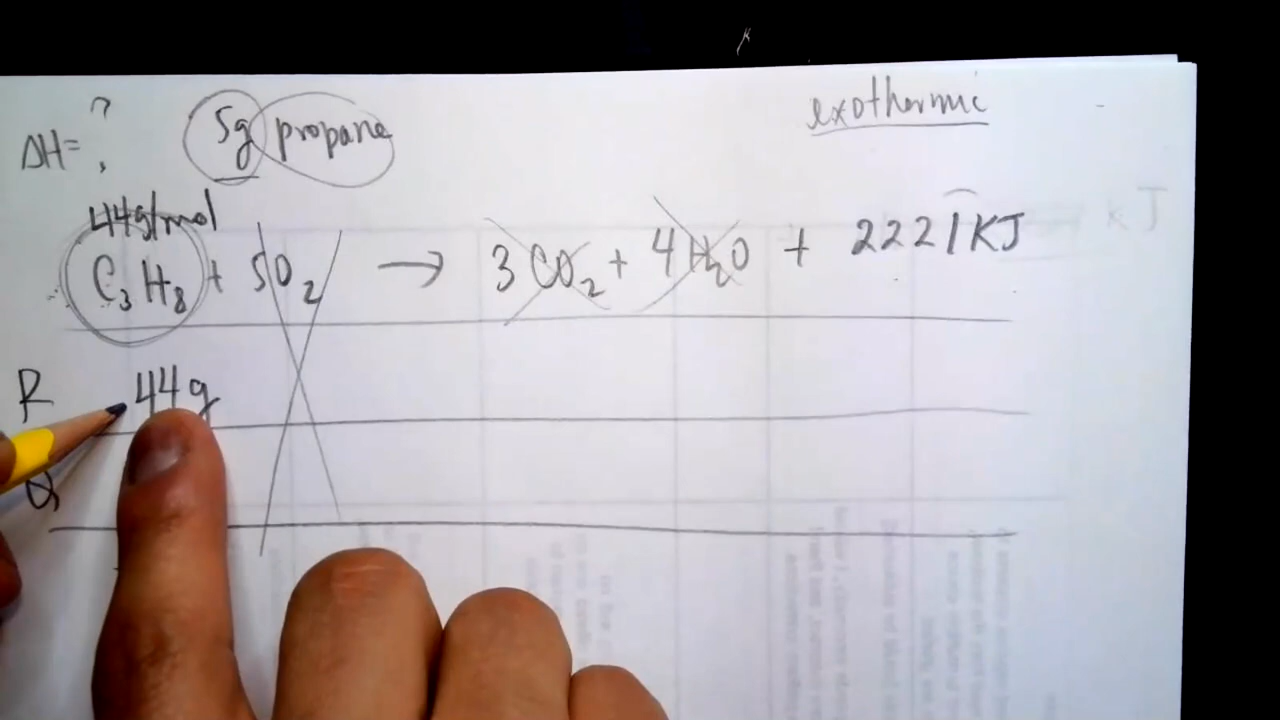 exothermic
ΔH= ? 5g propane
44g/mol
C3H8 + 5O2 → 3CO2 + 4H2O + 2221KJ
R 44g
Q